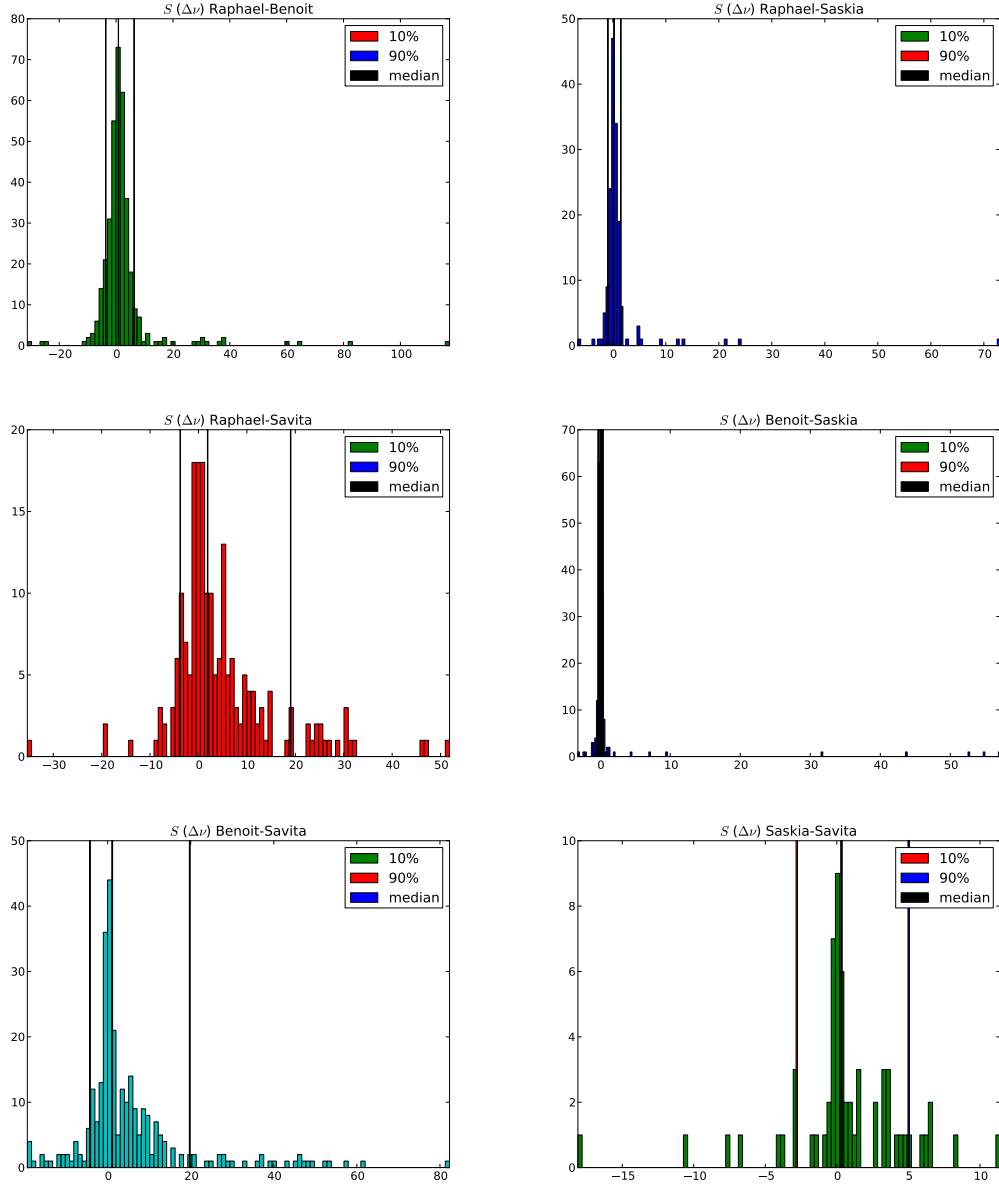 S (Δν) Raphael-Benoit
80
70
60
50
40
30
20
10
0
−20 0 20 40 60 80 100
10%
90%
median
S (Δν) Raphael-Saskia
50
40
30
20
10
0
0 10 20 30 40 50 60 70
10%
90%
median
S (Δν) Raphael-Savita
20
15
10
5
0
−30 −20 −10 0 10 20 30 40 50
10%
90%
median
S (Δν) Benoit-Saskia
70
60
50
40
30
20
10
0
0 10 20 30 40 50
10%
90%
median
S (Δν) Benoit-Savita
50
40
30
20
10
0
0 20 40 60 80
10%
90%
median
S (Δν) Saskia-Savita
10
8
6
4
2
0
−15 −10 −5 0 5 10
10%
90%
median